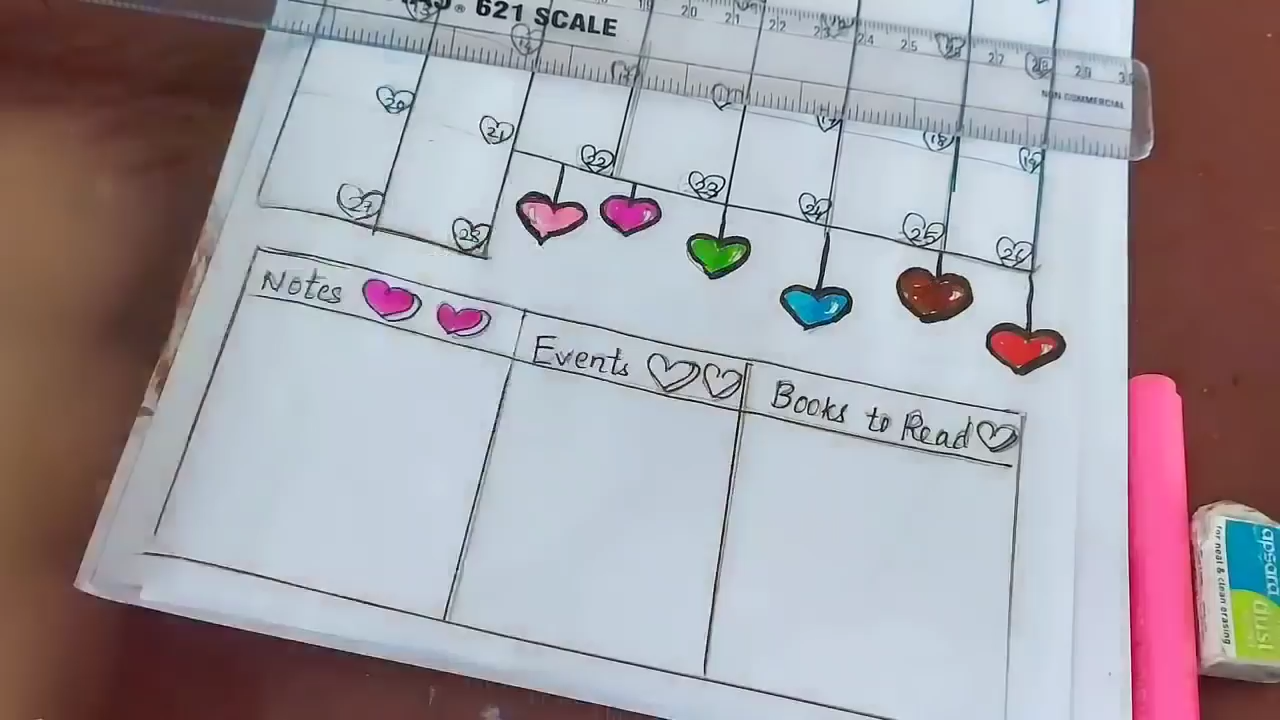 621 SCALE
20 21 22 23 24 25 27 28 29
NON COMMERCIAL
20 21 22 23 24 25 26
17 18 19
27 28
Notes
Events
Books to Read
apsara
dust
for neat & clean erasing